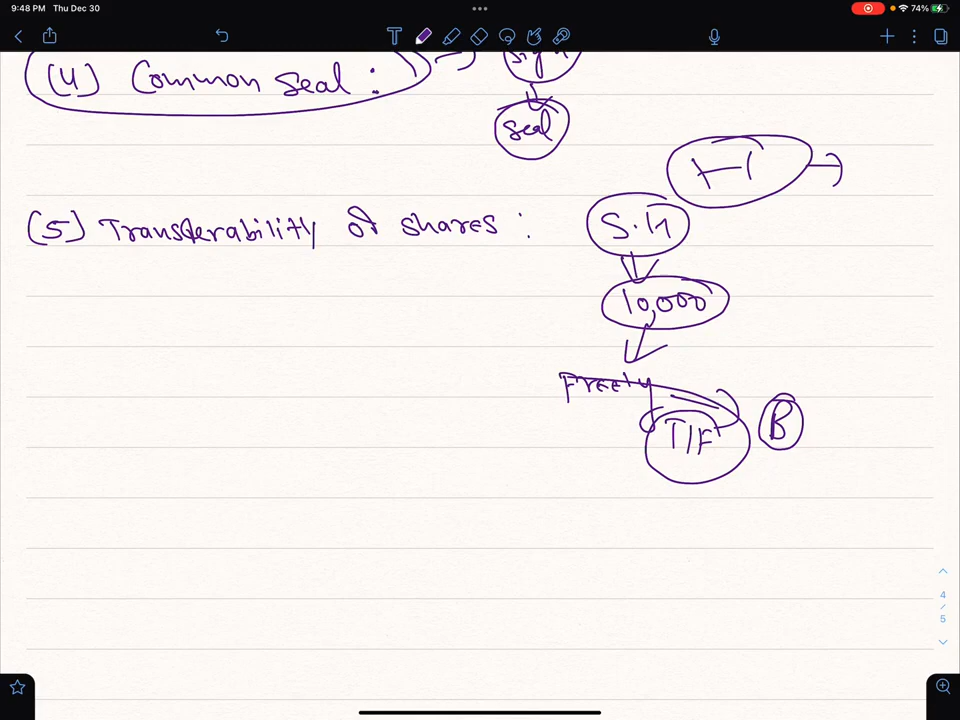 9:48 PM Thu Dec 30
74%
(4) Common Seal :
sign
seal
(5) Transferability of shares :
S.H
10,000
Freely
T/F
B
4
/
5